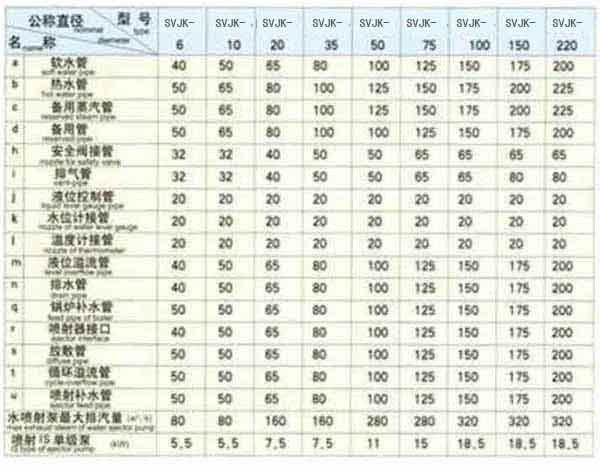 公称直径 型号 SVJK- SVJK- SVJK- SVJK- SVJK- SVJK- SVJK- SVJK- SVJK-
nominal diameter type
名称 6 10 20 35 50 75 100 150 220
name
a 软水管 40 50 65 80 100 125 150 175 200
soft water pipe
b 热水管 50 65 80 100 125 150 175 200 225
hot water pipe
c 备用蒸汽管 50 65 80 100 125 150 175 200 225
reserved steam pipe
d 备用管 50 65 80 100 100 125 150 175 200
reserved pipe
h 安全阀接管 32 32 40 50 50 65 65 65 65
nozzle for safety valve
i 排气管 32 32 40 50 50 65 65 80 80
vent-pipe
j 液位控制管 20 20 20 20 20 20 20 20 20
liquid lever gauge pipe
k 水位计接管 20 20 20 20 20 20 20 20 20
nozzle of water lever gauge
l 温度计接管 20 20 20 20 20 20 20 20 20
nozzle of thermometer
m 液位溢流管 40 50 65 80 100 125 150 175 200
level overflow pipe
n 排水管 40 50 65 80 100 125 150 175 200
drain pipe
q 锅炉补水管 50 50 65 80 100 125 150 175 200
feed pipe of boiler
r 喷射器接口 40 50 65 80 100 125 150 175 200
ejector interface
s 放散管 50 50 65 80 100 125 150 175 200
diffuse pipe
t 循环溢流管 50 50 65 80 100 125 150 175 200
cycle-overflow pipe
u 喷射补水管 50 50 65 80 100 125 150 175 200
ejector feed pipe
水喷射泵最大排汽量 80 80 160 160 280 280 320 320 320
max exhaust steam of water ejector pump
喷射IS单级泵 (kW) 5.5 5.5 7.5 7.5 11 15 18.5 18.5 18.5
IS type of ejector pump